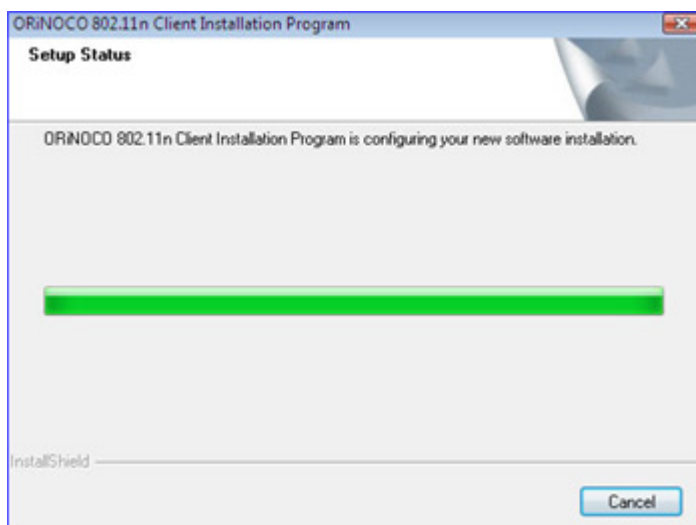 ORiNOCO 802.11n Client Installation Program
Setup Status
ORiNOCO 802.11n Client Installation Program is configuring your new software installation.
InstallShield
Cancel